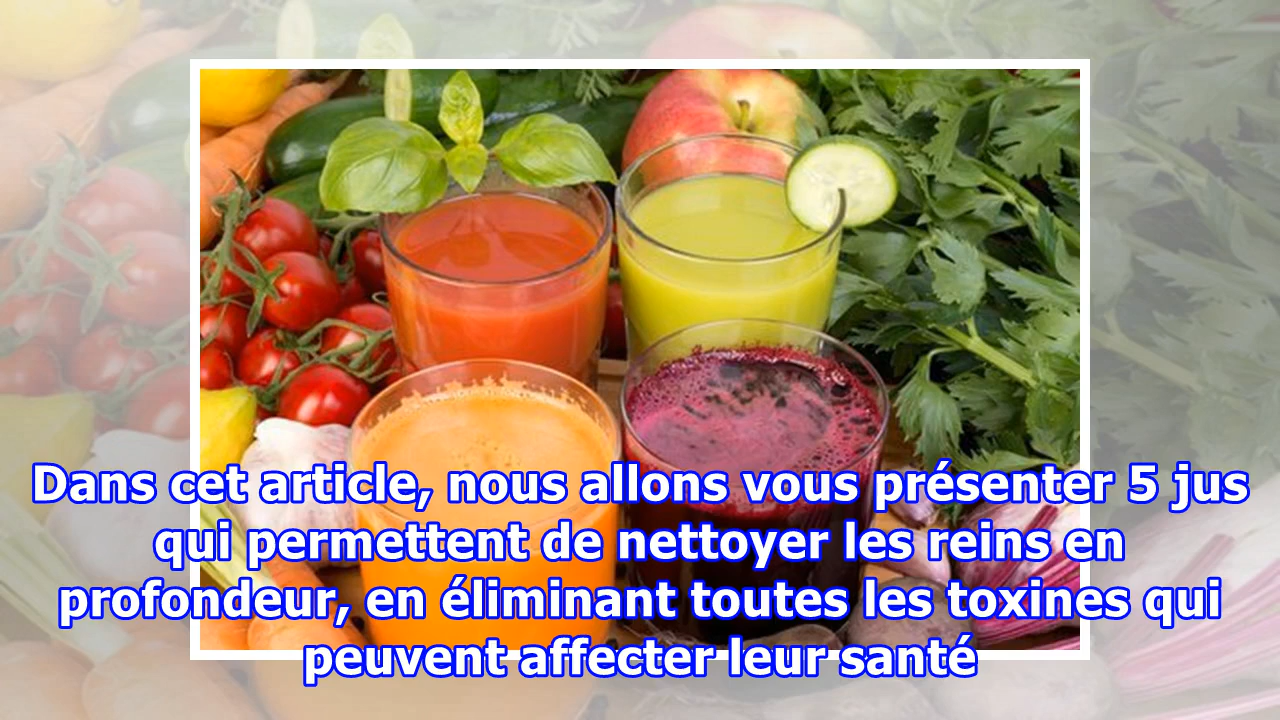 Dans cet article, nous allons vous présenter 5 jus
qui permettent de nettoyer les reins en
profondeur, en éliminant toutes les toxines qui
peuvent affecter leur santé